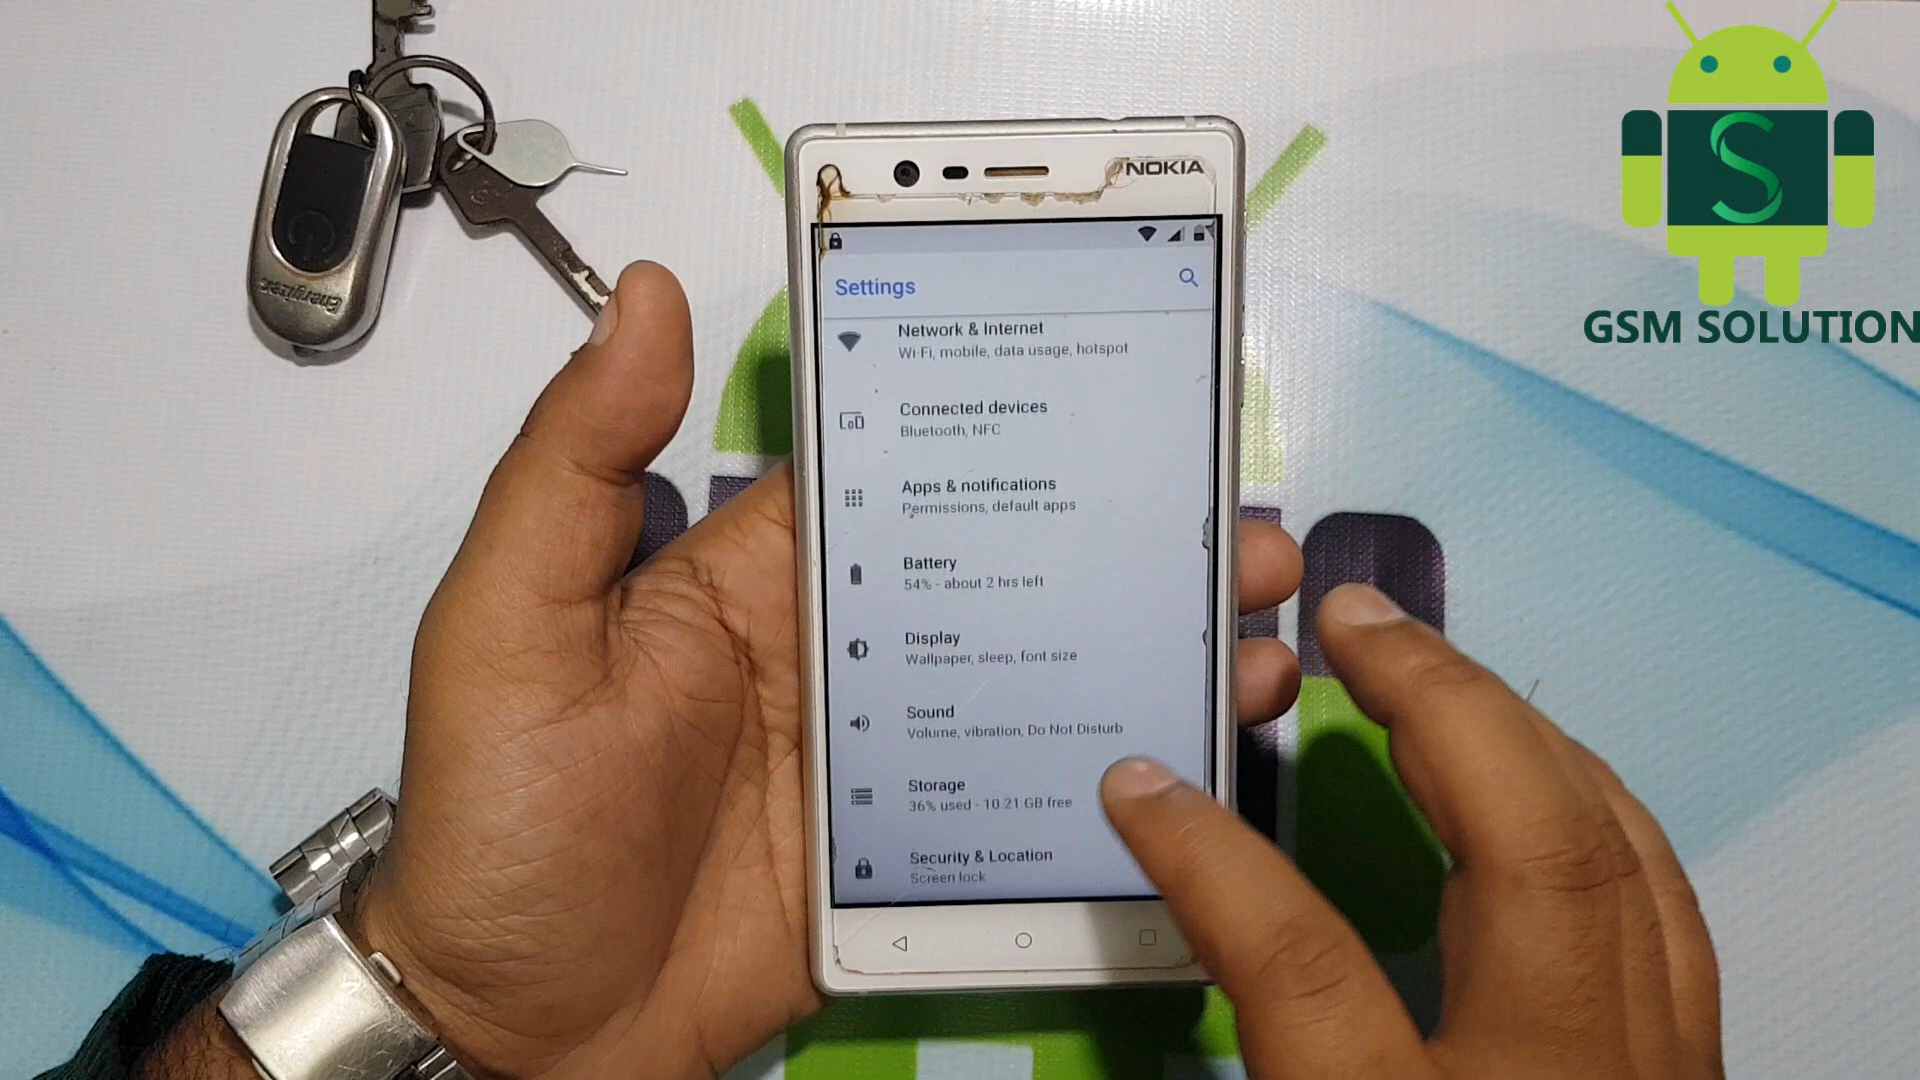 NOKIA
Settings
Network & Internet
Wi-Fi, mobile, data usage, hotspot
Connected devices
Bluetooth, NFC
Apps & notifications
Permissions, default apps
Battery
54% - about 2 hrs left
Display
Wallpaper, sleep, font size
Sound
Volume, vibration, Do Not Disturb
Storage
36% used - 10.21 GB free
Security & Location
Screen lock
Energizer
S
GSM SOLUTION